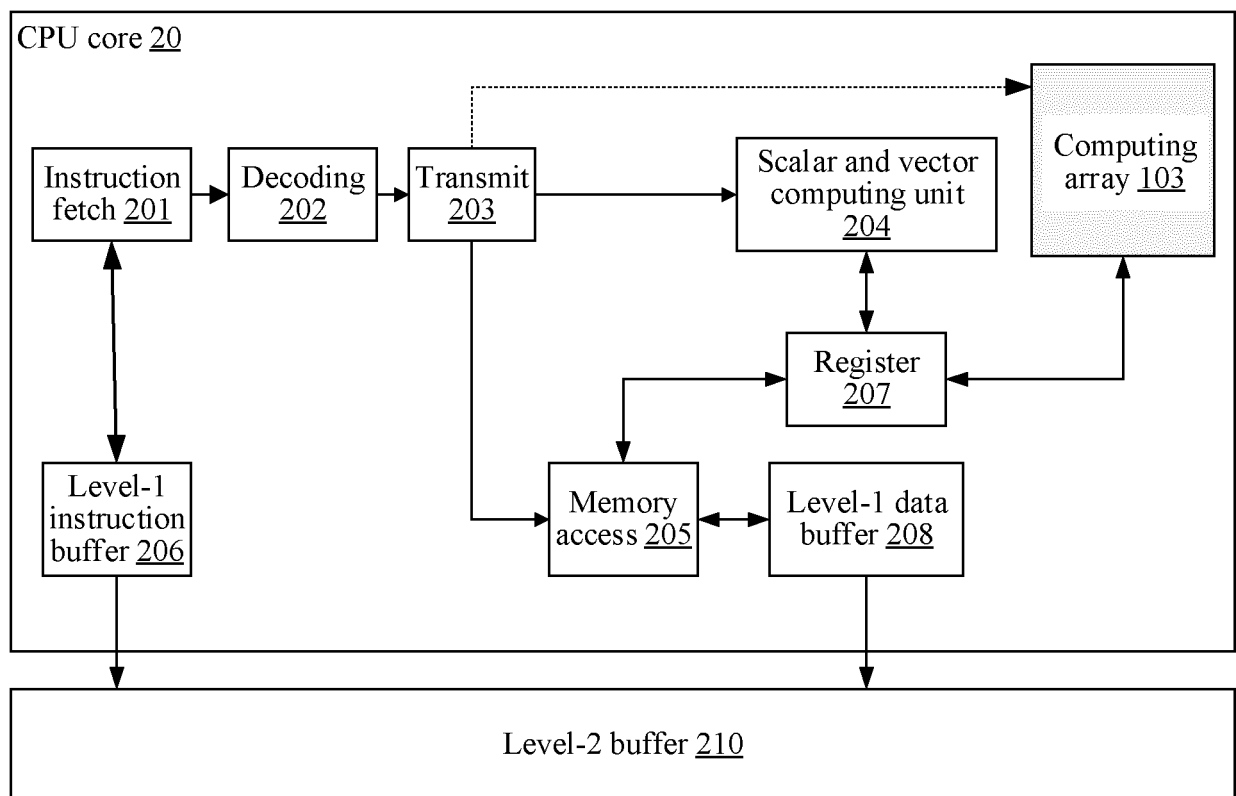 CPU core 20
Instruction
fetch 201
Decoding
202
Transmit
203
Scalar and vector
computing unit
204
Computing
array 103
Register
207
Level-1
instruction
buffer 206
Memory
access 205
Level-1 data
buffer 208
Level-2 buffer 210